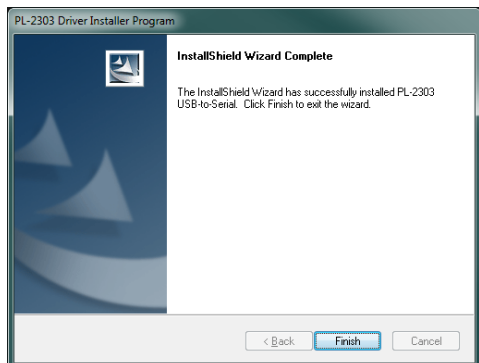 PL-2303 Driver Installer Program
InstallShield Wizard Complete
The InstallShield Wizard has successfully installed PL-2303
USB-to-Serial. Click Finish to exit the wizard.
< Back
Finish
Cancel